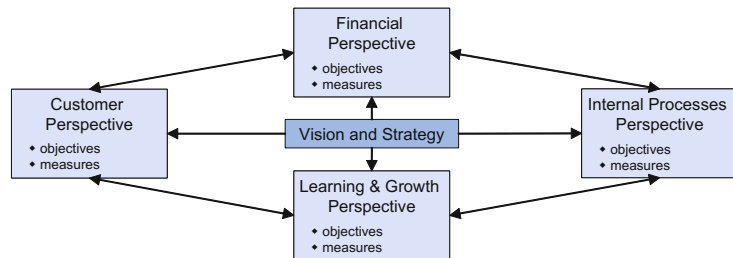 Financial
Perspective
◆ objectives
◆ measures
Customer
Perspective
◆ objectives
◆ measures
Vision and Strategy
Internal Processes
Perspective
◆ objectives
◆ measures
Learning & Growth
Perspective
◆ objectives
◆ measures